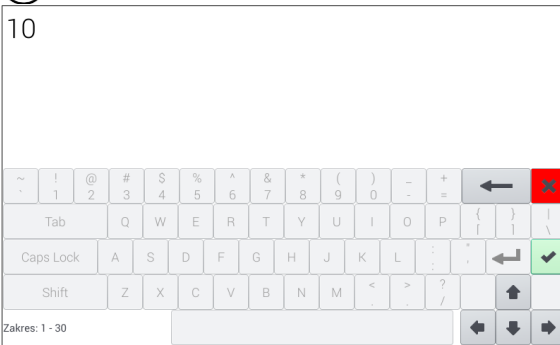 10
~ ! @ # $ % ^ & * ( ) _ +
` 1 2 3 4 5 6 7 8 9 0 - =
Tab Q W E R T Y U I O P { } |
[ ] \
Caps Lock A S D F G H J K L : "
; '
Shift Z X C V B N M < > ?
, . /
Zakres: 1 - 30